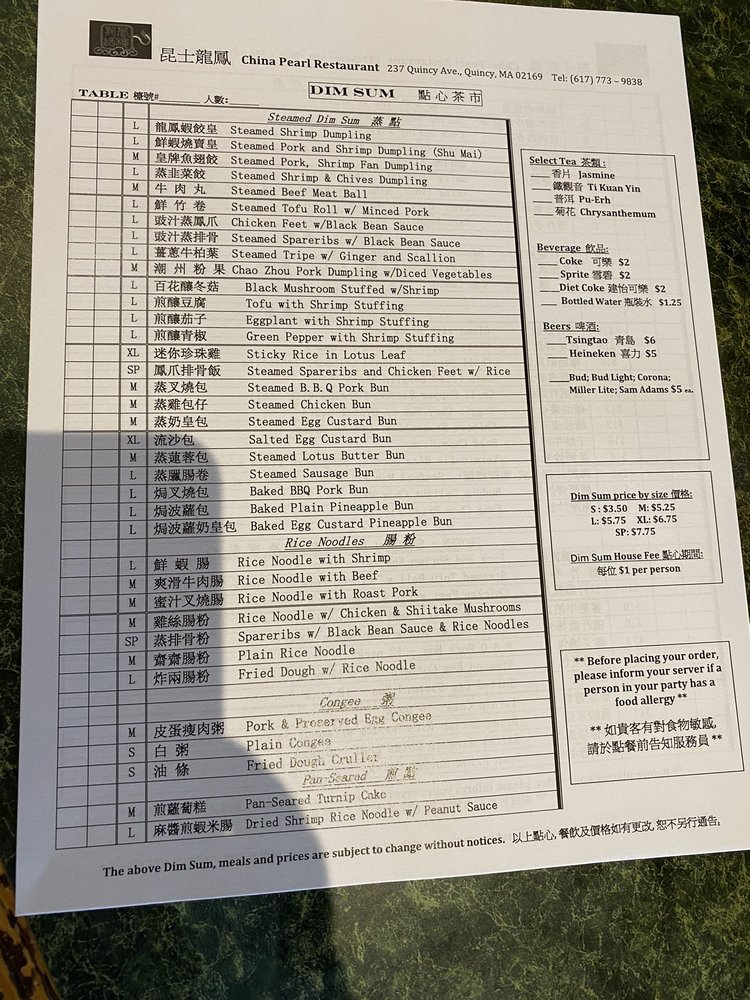 昆士龍鳳 China Pearl Restaurant 237 Quincy Ave., Quincy, MA 02169 Tel: (617) 773 – 9838
TABLE 檯號#____ 人數:_____
DIM SUM 點心茶市
Steamed Dim Sum 蒸點
L 龍鳳蝦餃皇 Steamed Shrimp Dumpling
L 鮮蝦燒賣皇 Steamed Pork and Shrimp Dumpling (Shu Mai)
M 皇牌魚翅餃 Steamed Pork, Shrimp Fan Dumpling
L 蒸韭菜餃 Steamed Shrimp & Chives Dumpling
M 牛肉丸 Steamed Beef Meat Ball
L 鮮竹卷 Steamed Tofu Roll w/ Minced Pork
L 豉汁蒸鳳爪 Chicken Feet w/Black Bean Sauce
L 豉汁蒸排骨 Steamed Spareribs w/ Black Bean Sauce
L 薑蔥牛柏葉 Steamed Tripe w/ Ginger and Scallion
M 潮州粉果 Chao Zhou Pork Dumpling w/Diced Vegetables
L 百花釀冬菇 Black Mushroom Stuffed w/Shrimp
L 煎釀豆腐 Tofu with Shrimp Stuffing
L 煎釀茄子 Eggplant with Shrimp Stuffing
L 煎釀青椒 Green Pepper with Shrimp Stuffing
XL 迷你珍珠雞 Sticky Rice in Lotus Leaf
SP 鳳爪排骨飯 Steamed Spareribs and Chicken Feet w/ Rice
M 蒸叉燒包 Steamed B.B.Q Pork Bun
M 蒸雞包仔 Steamed Chicken Bun
M 蒸奶皇包 Steamed Egg Custard Bun
XL 流沙包 Salted Egg Custard Bun
M 蒸蓮蓉包 Steamed Lotus Butter Bun
L 蒸臘腸卷 Steamed Sausage Bun
L 焗叉燒包 Baked BBQ Pork Bun
L 焗波蘿包 Baked Plain Pineapple Bun
L 焗波蘿奶皇包 Baked Egg Custard Pineapple Bun
Rice Noodles 腸粉
L 鮮蝦腸 Rice Noodle with Shrimp
M 爽滑牛肉腸 Rice Noodle with Beef
M 蜜汁叉燒腸 Rice Noodle with Roast Pork
M 雞絲腸粉 Rice Noodle w/ Chicken & Shiitake Mushrooms
SP 蒸排骨粉 Spareribs w/ Black Bean Sauce & Rice Noodles
M 齋齋腸粉 Plain Rice Noodle
L 炸兩腸粉 Fried Dough w/ Rice Noodle
Congee 粥
M 皮蛋瘦肉粥 Pork & Preserved Egg Congee
S 白粥 Plain Congee
S 油條 Fried Dough Cruller
Pan-Seared 煎點
M 煎蘿蔔糕 Pan-Seared Turnip Cake
L 麻醬煎蝦米腸 Dried Shrimp Rice Noodle w/ Peanut Sauce
Select Tea 茶類:
___香片 Jasmine
___鐵觀音 Ti Kuan Yin
___普洱 Pu-Erh
___菊花 Chrysanthemum
Beverage 飲品:
___Coke 可樂 $2
___Sprite 雪碧 $2
___Diet Coke 建怡可樂 $2
___Bottled Water 瓶裝水 $1.25
Beers 啤酒:
___Tsingtao 青島 $6
___Heineken 喜力 $5
___Bud; Bud Light; Corona;
Miller Lite; Sam Adams $5 ea.
Dim Sum price by size 價格:
S : $3.50 M: $5.25
L: $5.75 XL: $6.75
SP: $7.75
Dim Sum House Fee 點心期間:
每位 $1 per person
** Before placing your order,
please inform your server if a
person in your party has a
food allergy **
** 如貴客有對食物敏感,
請於點餐前告知服務員 **
The above Dim Sum, meals and prices are subject to change without notices. 以上點心, 餐飲及價格如有更改, 恕不另行通告.